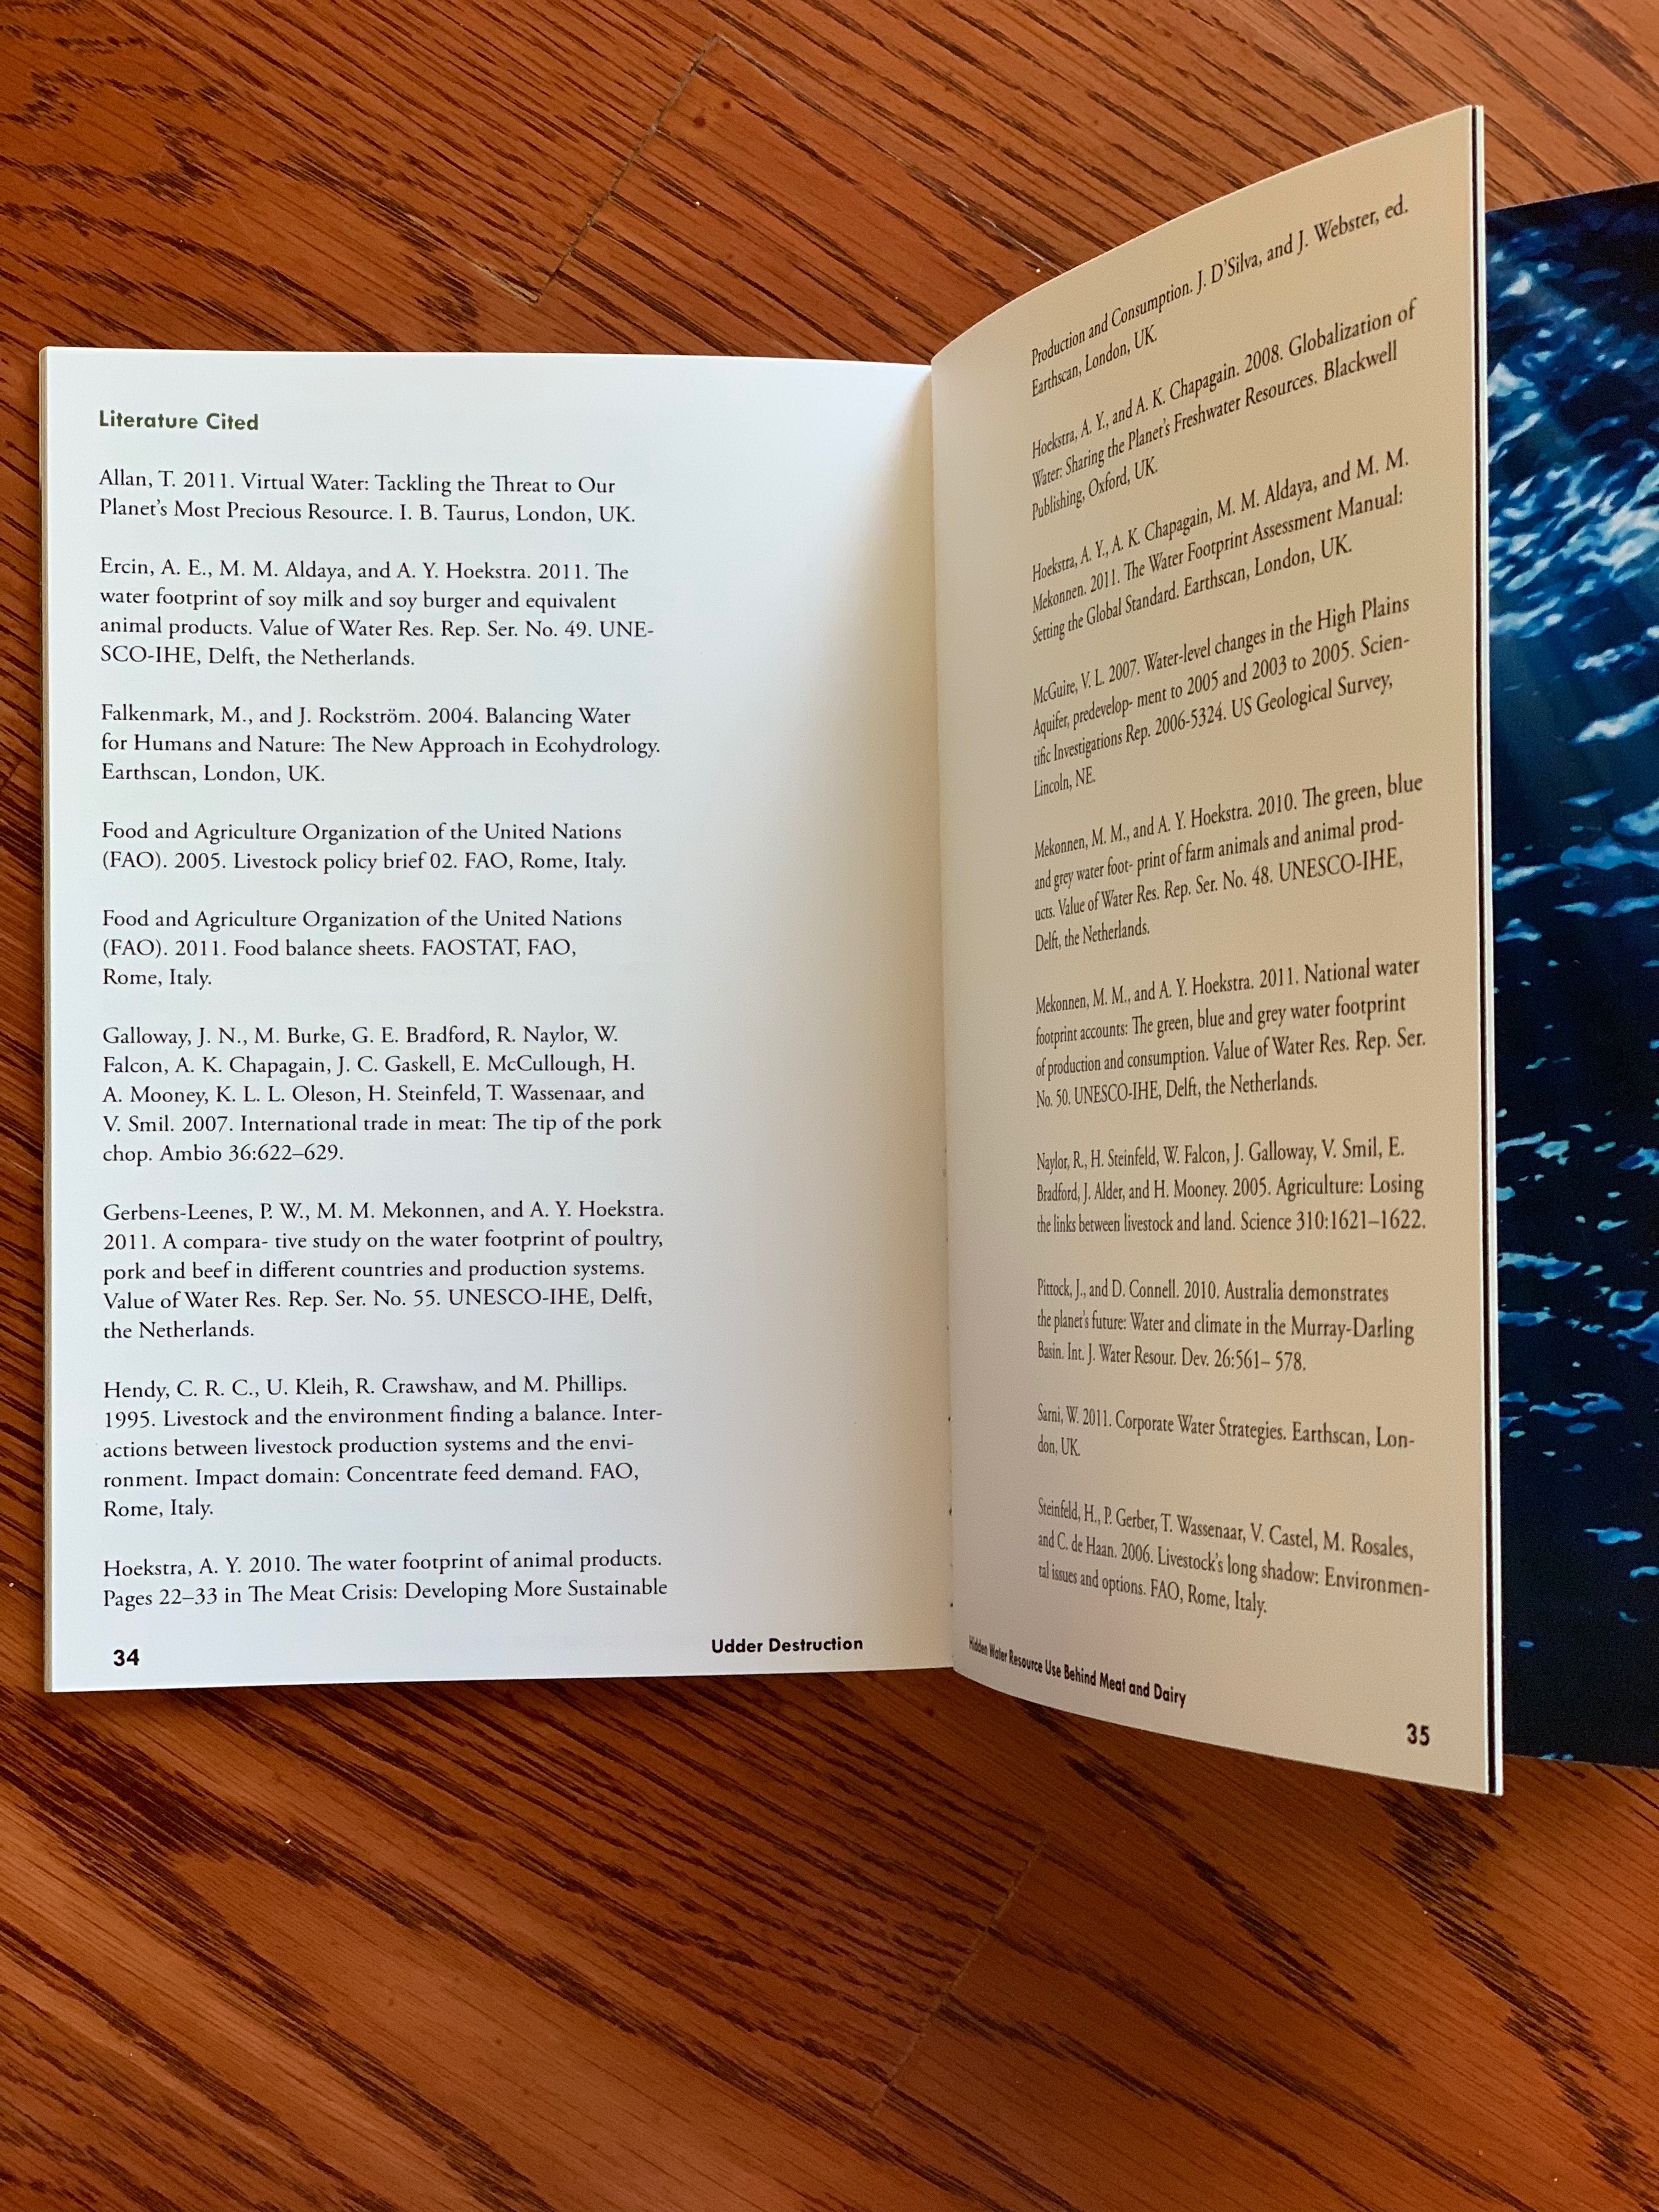 Literature Cited
Allan, T. 2011. Virtual Water: Tackling the Threat to Our
Planet's Most Precious Resource. I. B. Taurus, London, UK.
Ercin, A. E., M. M. Aldaya, and A. Y. Hoekstra. 2011. The
water footprint of soy milk and soy burger and equivalent
animal products. Value of Water Res. Rep. Ser. No. 49. UNE-
SCO-IHE, Delft, the Netherlands.
Falkenmark, M., and J. Rockström. 2004. Balancing Water
for Humans and Nature: The New Approach in Ecohydrology.
Earthscan, London, UK.
Food and Agriculture Organization of the United Nations
(FAO). 2005. Livestock policy brief 02. FAO, Rome, Italy.
Food and Agriculture Organization of the United Nations
(FAO). 2011. Food balance sheets. FAOSTAT, FAO,
Rome, Italy.
Galloway, J. N., M. Burke, G. E. Bradford, R. Naylor, W.
Falcon, A. K. Chapagain, J. C. Gaskell, E. McCullough, H.
A. Mooney, K. L. L. Oleson, H. Steinfeld, T. Wassenaar, and
V. Smil. 2007. International trade in meat: The tip of the pork
chop. Ambio 36:622–629.
Gerbens-Leenes, P. W., M. M. Mekonnen, and A. Y. Hoekstra.
2011. A compara- tive study on the water footprint of poultry,
pork and beef in different countries and production systems.
Value of Water Res. Rep. Ser. No. 55. UNESCO-IHE, Delft,
the Netherlands.
Hendy, C. R. C., U. Kleih, R. Crawshaw, and M. Phillips.
1995. Livestock and the environment finding a balance. Inter-
actions between livestock production systems and the envi-
ronment. Impact domain: Concentrate feed demand. FAO,
Rome, Italy.
Hoekstra, A. Y. 2010. The water footprint of animal products.
Pages 22–33 in The Meat Crisis: Developing More Sustainable
34
Udder Destruction
Production and Consumption. J. D'Silva, and J. Webster, ed.
Earthscan, London, UK.
Hoekstra, A. Y., and A. K. Chapagain. 2008. Globalization of
Water: Sharing the Planet's Freshwater Resources. Blackwell
Publishing, Oxford, UK.
Hoekstra, A. Y., A. K. Chapagain, M. M. Aldaya, and M. M.
Mekonnen. 2011. The Water Footprint Assessment Manual:
Setting the Global Standard. Earthscan, London, UK.
McGuire, V. L. 2007. Water-level changes in the High Plains
Aquifer, predevelop- ment to 2005 and 2003 to 2005. Scien-
tific Investigations Rep. 2006-5324. US Geological Survey,
Lincoln, NE.
Mekonnen, M. M., and A. Y. Hoekstra. 2010. The green, blue
and grey water foot- print of farm animals and animal prod-
ucts. Value of Water Res. Rep. Ser. No. 48. UNESCO-IHE,
Delft, the Netherlands.
Mekonnen, M. M., and A. Y. Hoekstra. 2011. National water
footprint accounts: The green, blue and grey water footprint
of production and consumption. Value of Water Res. Rep. Ser.
No. 50. UNESCO-IHE, Delft, the Netherlands.
Naylor, R., H. Steinfeld, W. Falcon, J. Galloway, V. Smil, E.
Bradford, J. Alder, and H. Mooney. 2005. Agriculture: Losing
the links between livestock and land. Science 310:1621–1622.
Pittock, J., and D. Connell. 2010. Australia demonstrates
the planet's future: Water and climate in the Murray-Darling
Basin. Int. J. Water Resour. Dev. 26:561– 578.
Sarni, W. 2011. Corporate Water Strategies. Earthscan, Lon-
don, UK.
Steinfeld, H., P. Gerber, T. Wassenaar, V. Castel, M. Rosales,
and C. de Haan. 2006. Livestock's long shadow: Environmen-
tal issues and options. FAO, Rome, Italy.
Hidden Water Resource Use Behind Meat and Dairy
35